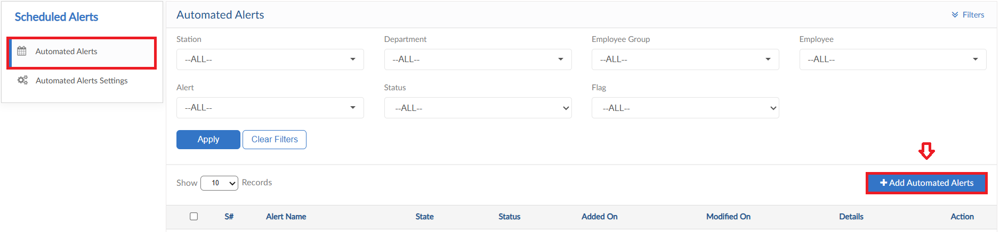 Scheduled Alerts
Automated Alerts
Automated Alerts Settings
Automated Alerts
Filters
Station Department Employee Group Employee
--ALL-- --ALL-- --ALL-- --ALL--
Alert Status Flag
--ALL-- --ALL-- --ALL--
Apply Clear Filters
Show 10 Records
+ Add Automated Alerts
S# Alert Name State Status Added On Modified On Details Action